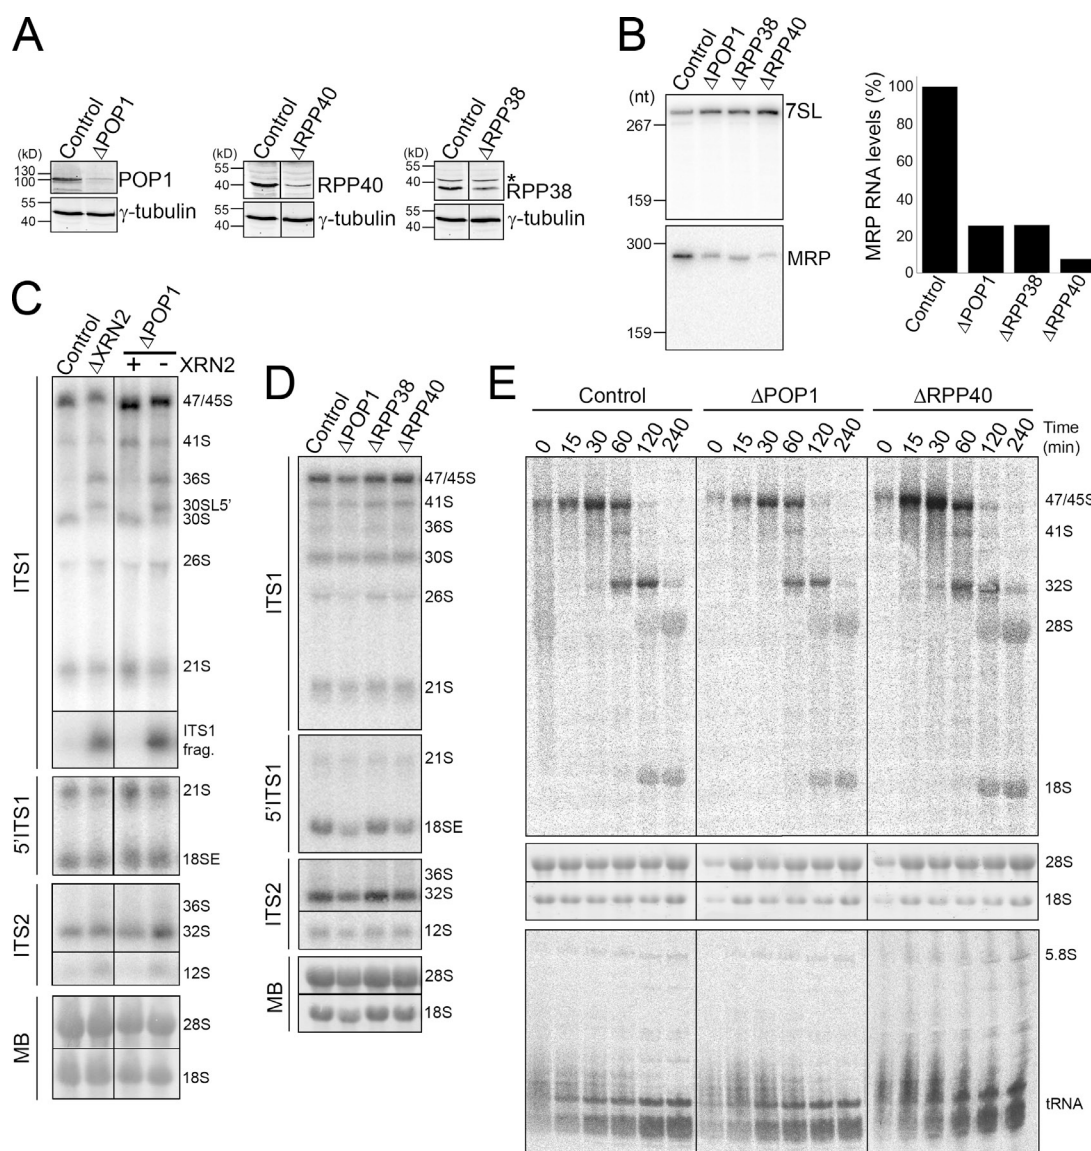 A
Control
ΔPOP1
(kD)
130
100
POP1
55
40
γ-tubulin
Control
ΔRPP40
(kD)
55
40
RPP40
55
40
γ-tubulin
Control
ΔRPP38
(kD)
55
40
*
RPP38
55
40
γ-tubulin
B
Control
ΔPOP1
ΔRPP38
ΔRPP40
(nt)
267
7SL
159
300
MRP
159
MRP RNA levels (%)
100
80
60
40
20
0
Control
ΔPOP1
ΔRPP38
ΔRPP40
C
Control
ΔXRN2
ΔPOP1
+ - XRN2
ITS1
47/45S
41S
36S
30SL5'
30S
26S
21S
ITS1
frag.
5'ITS1
21S
18SE
ITS2
36S
32S
12S
MB
28S
18S
D
Control
ΔPOP1
ΔRPP38
ΔRPP40
ITS1
47/45S
41S
36S
30S
26S
21S
5'ITS1
21S
18SE
ITS2
36S
32S
12S
MB
28S
18S
E
Control ΔPOP1 ΔRPP40
0 15 30 60 120 240 0 15 30 60 120 240 0 15 30 60 120 240 Time
(min)
47/45S
41S
32S
28S
18S
28S
18S
5.8S
tRNA